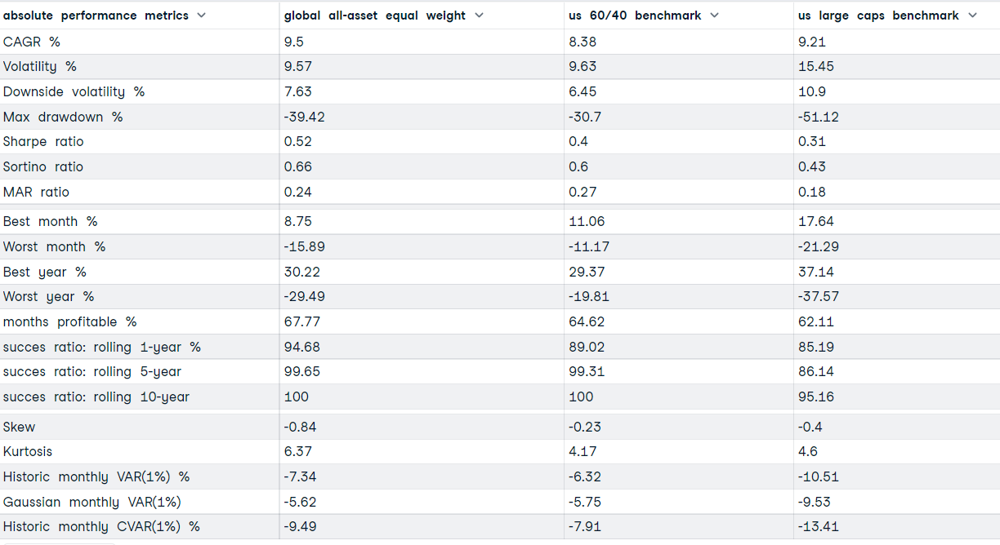 absolute performance metrics global all-asset equal weight us 60/40 benchmark us large caps benchmark
CAGR % 9.5 8.38 9.21
Volatility % 9.57 9.63 15.45
Downside volatility % 7.63 6.45 10.9
Max drawdown % -39.42 -30.7 -51.12
Sharpe ratio 0.52 0.4 0.31
Sortino ratio 0.66 0.6 0.43
MAR ratio 0.24 0.27 0.18
Best month % 8.75 11.06 17.64
Worst month % -15.89 -11.17 -21.29
Best year % 30.22 29.37 37.14
Worst year % -29.49 -19.81 -37.57
months profitable % 67.77 64.62 62.11
succes ratio: rolling 1-year % 94.68 89.02 85.19
succes ratio: rolling 5-year 99.65 99.31 86.14
succes ratio: rolling 10-year 100 100 95.16
Skew -0.84 -0.23 -0.4
Kurtosis 6.37 4.17 4.6
Historic monthly VAR(1%) % -7.34 -6.32 -10.51
Gaussian monthly VAR(1%) -5.62 -5.75 -9.53
Historic monthly CVAR(1%) % -9.49 -7.91 -13.41